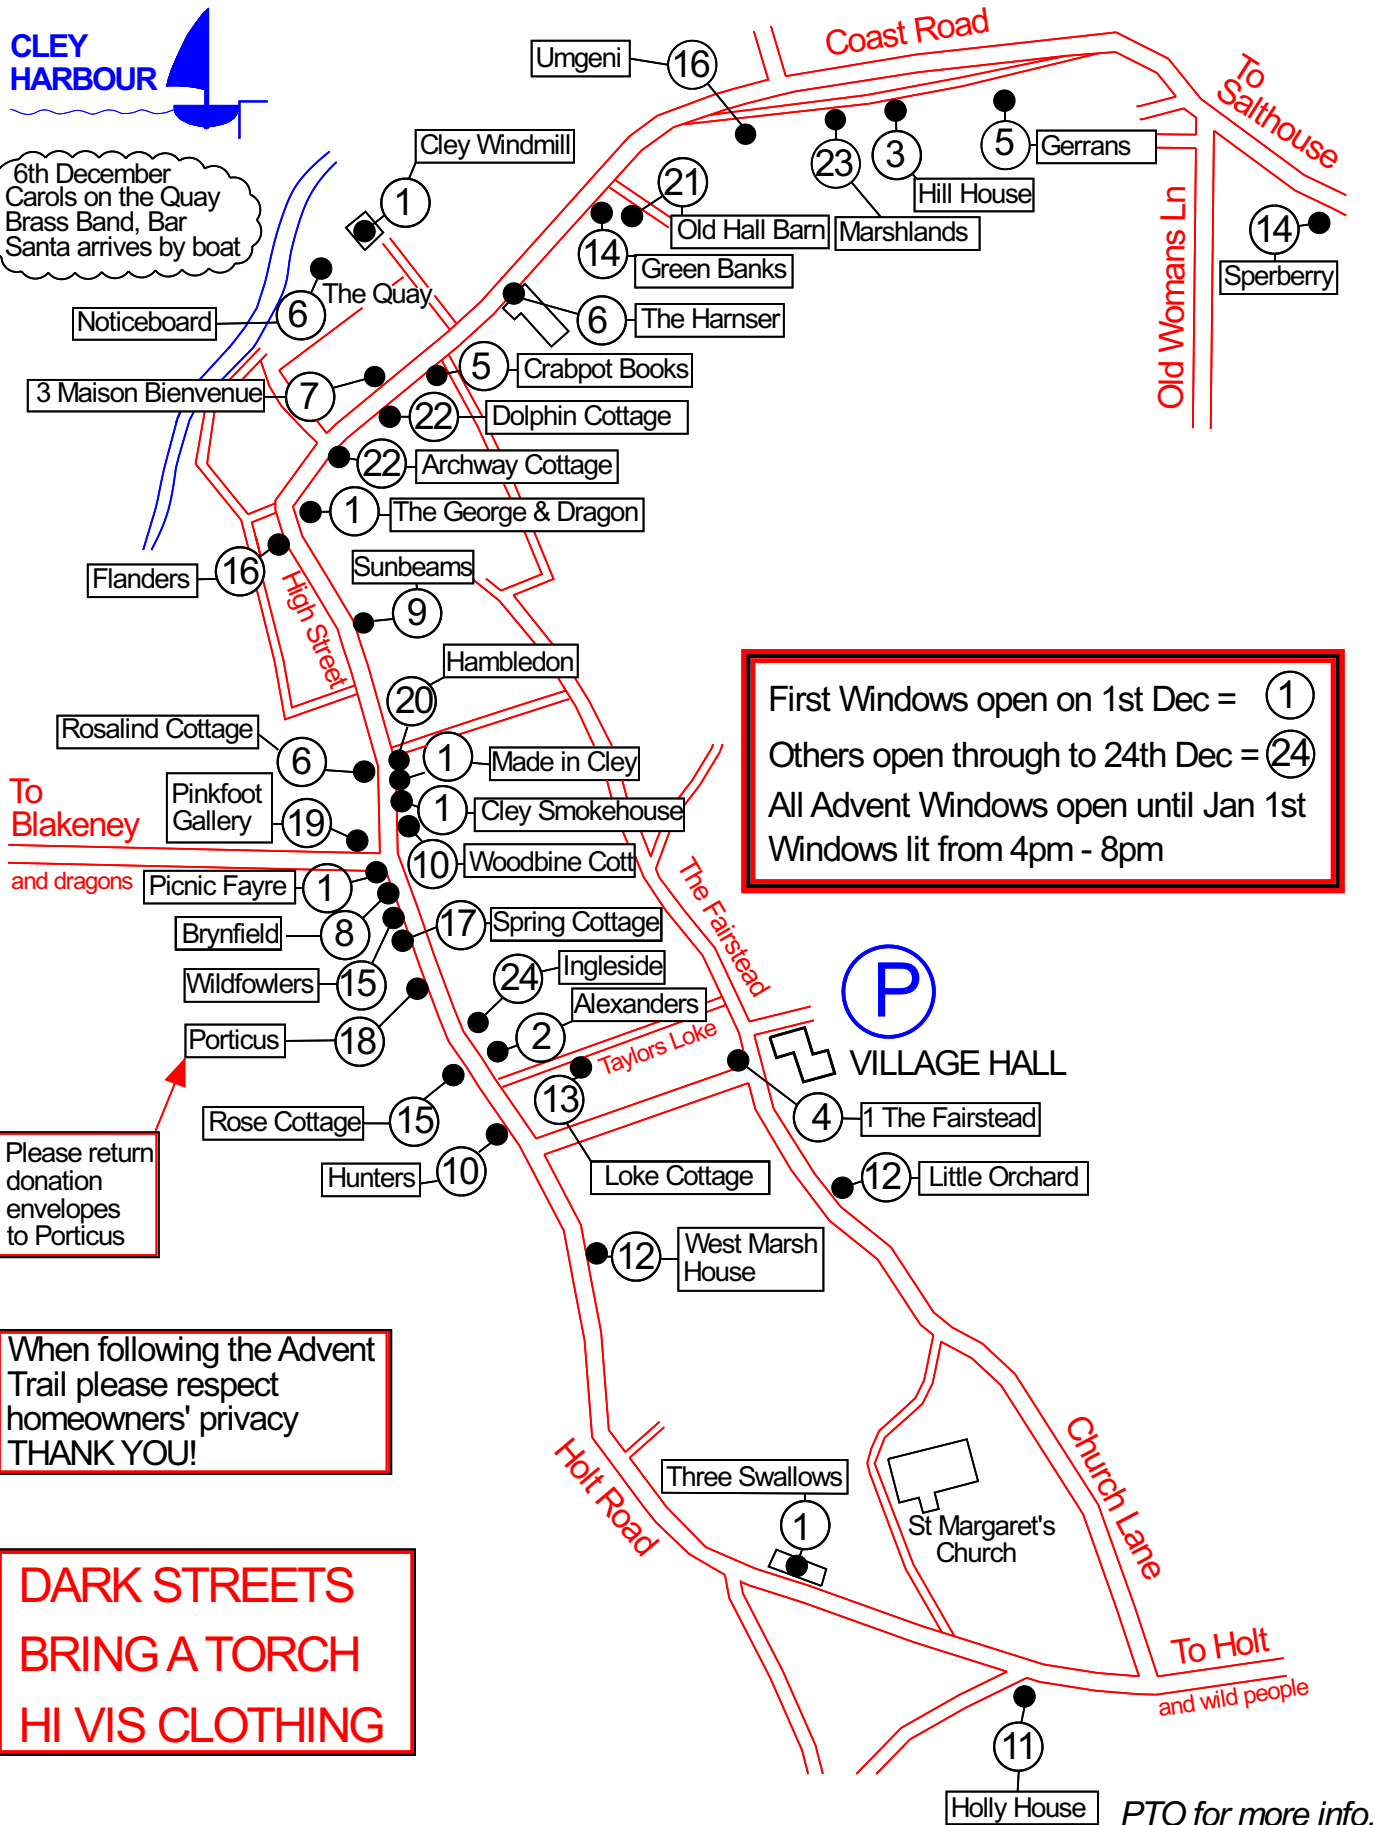 CLEY
HARBOUR
6th December
Carols on the Quay
Brass Band, Bar
Santa arrives by boat
Umgeni
16
Coast Road
To
Salthouse
Cley Windmill
1
23
Marshlands
3
Hill House
5
Gerrans
Old Womans Ln
14
Sperberry
21
Old Hall Barn
14
Green Banks
The Quay
Noticeboard
6
6
The Harnser
3 Maison Bienvenue
7
5
Crabpot Books
22
Dolphin Cottage
22
Archway Cottage
1
The George & Dragon
Flanders
16
High Street
Sunbeams
9
Hambledon
20
Rosalind Cottage
6
1
Made in Cley
1
Cley Smokehouse
Pinkfoot
Gallery
19
10
Woodbine Cott
To
Blakeney
and dragons
Picnic Fayre
1
Brynfield
8
17
Spring Cottage
Wildfowlers
15
24
Ingleside
Porticus
18
2
Alexanders
Taylors Loke
The Fairstead
First Windows open on 1st Dec = 1
Others open through to 24th Dec = 24
All Advent Windows open until Jan 1st
Windows lit from 4pm - 8pm
P
VILLAGE HALL
Rose Cottage
15
13
Loke Cottage
4
1 The Fairstead
Hunters
10
12
Little Orchard
Please return
donation
envelopes
to Porticus
12
West Marsh
House
When following the Advent
Trail please respect
homeowners' privacy
THANK YOU!
Holt Road
Three Swallows
1
St Margaret's
Church
Church Lane
DARK STREETS
BRING A TORCH
HI VIS CLOTHING
To Holt
and wild people
11
Holly House
PTO for more info.